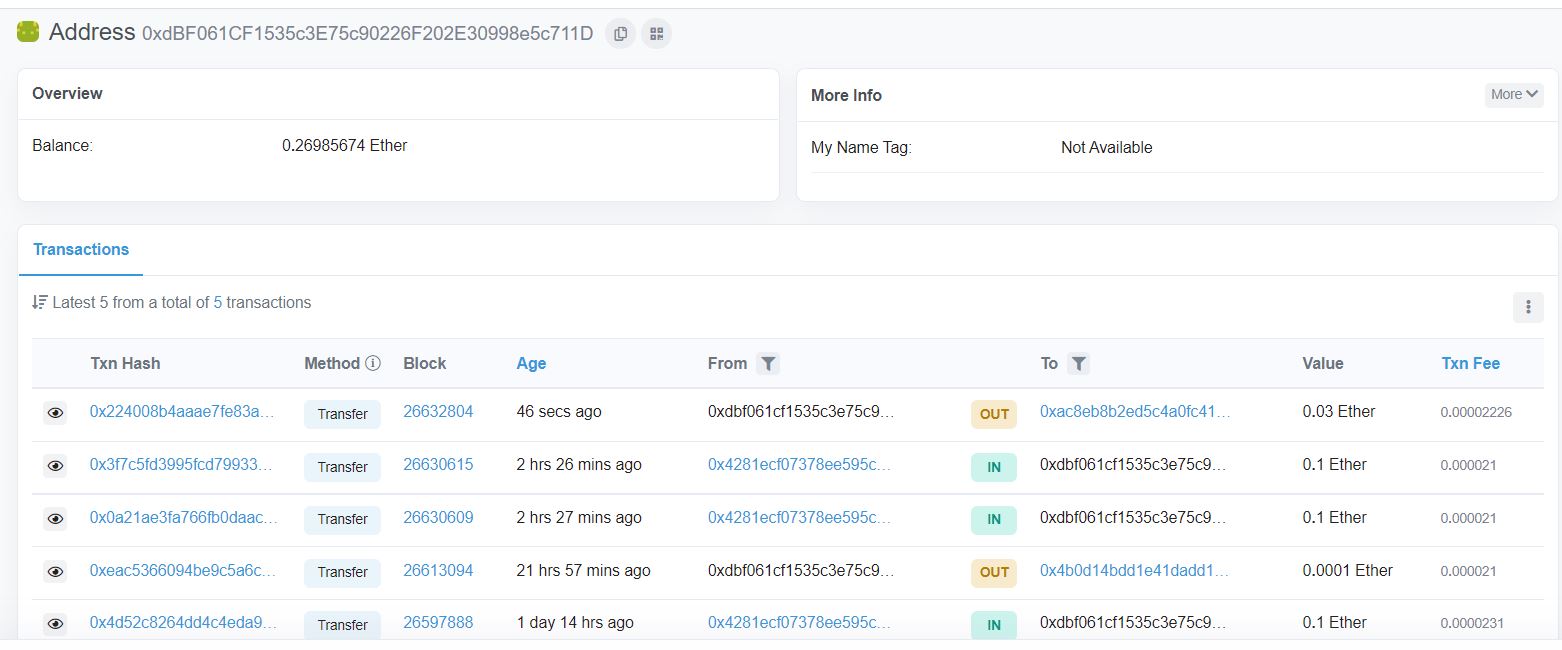 Address 0xdBF061CF1535c3E75c90226F202E30998e5c711D
Overview
Balance: 0.26985674 Ether
More Info More
My Name Tag: Not Available
Transactions
Latest 5 from a total of 5 transactions
Txn Hash Method Block Age From To Value Txn Fee
0x224008b4aaae7fe83a... Transfer 26632804 46 secs ago 0xdbf061cf1535c3e75c9... OUT 0xac8eb8b2ed5c4a0fc41... 0.03 Ether 0.00002226
0x3f7c5fd3995fcd79933... Transfer 26630615 2 hrs 26 mins ago 0x4281ecf07378ee595c... IN 0xdbf061cf1535c3e75c9... 0.1 Ether 0.000021
0x0a21ae3fa766fb0daac... Transfer 26630609 2 hrs 27 mins ago 0x4281ecf07378ee595c... IN 0xdbf061cf1535c3e75c9... 0.1 Ether 0.000021
0xeac5366094be9c5a6c... Transfer 26613094 21 hrs 57 mins ago 0xdbf061cf1535c3e75c9... OUT 0x4b0d14bdd1e41dadd1... 0.0001 Ether 0.000021
0x4d52c8264dd4c4eda9... Transfer 26597888 1 day 14 hrs ago 0x4281ecf07378ee595c... IN 0xdbf061cf1535c3e75c9... 0.1 Ether 0.0000231